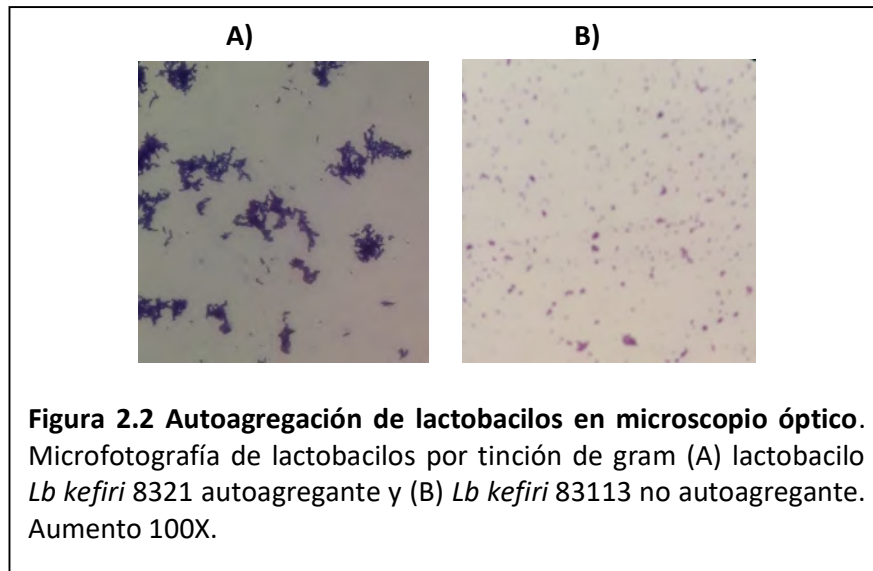 A) B)
Figura 2.2 Autoagregación de lactobacilos en microscopio óptico.
Microfotografía de lactobacilos por tinción de gram (A) lactobacilo
Lb kefiri 8321 autoagregante y (B) Lb kefiri 83113 no autoagregante.
Aumento 100X.